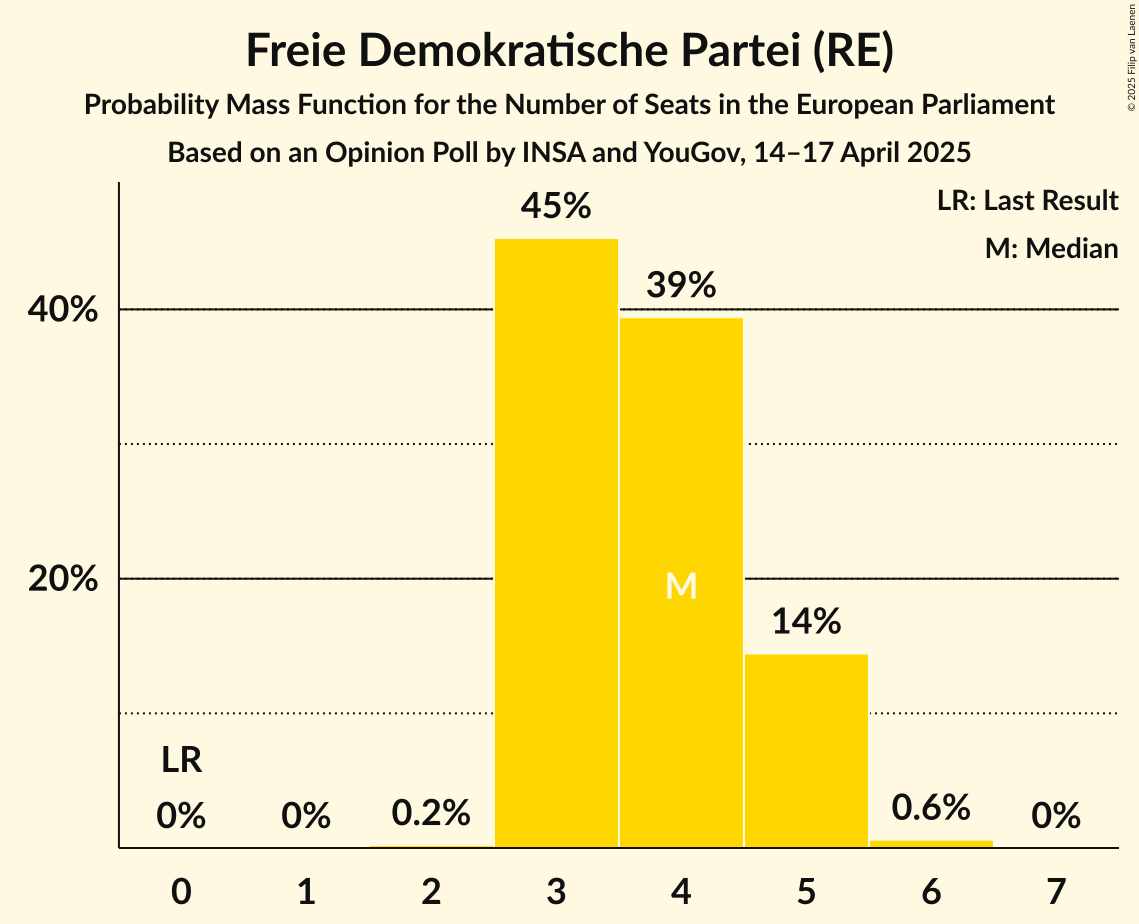 Freie Demokratische Partei (RE)
Probability Mass Function for the Number of Seats in the European Parliament
Based on an Opinion Poll by INSA and YouGov, 14–17 April 2025
© 2025 Filip van Laenen
LR: Last Result
M: Median
45%
39%
40%
20%
M
14%
LR
0%
0%
0.2%
0.6%
0%
0
1
2
3
4
5
6
7